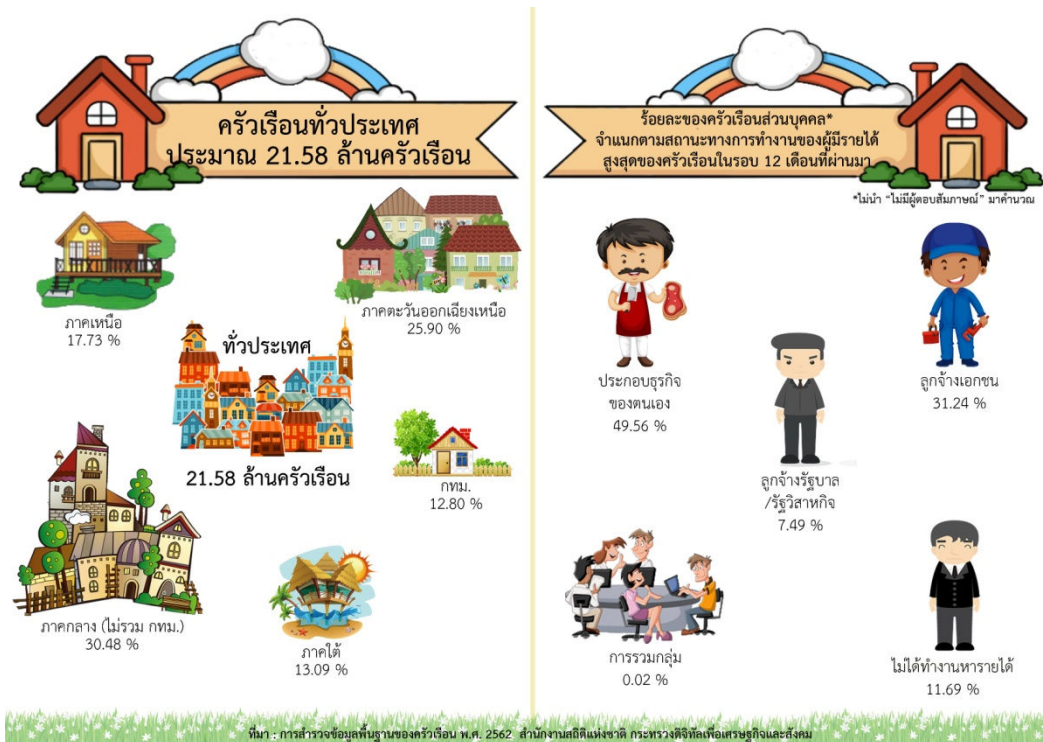 ครัวเรือนทั่วประเทศ
ประมาณ 21.58 ล้านครัวเรือน
ภาคเหนือ
17.73 %
ภาคตะวันออกเฉียงเหนือ
25.90 %
ทั่วประเทศ
21.58 ล้านครัวเรือน
กทม.
12.80 %
ภาคกลาง (ไม่รวม กทม.)
30.48 %
ภาคใต้
13.09 %
ร้อยละของครัวเรือนส่วนบุคคล*
จำแนกตามสถานะทางการทำงานของผู้มีรายได้
สูงสุดของครัวเรือนในรอบ 12 เดือนที่ผ่านมา
*ไม่นำ “ไม่มีผู้ตอบสัมภาษณ์” มาคำนวณ
ประกอบธุรกิจ
ของตนเอง
49.56 %
ลูกจ้างเอกชน
31.24 %
ลูกจ้างรัฐบาล
/รัฐวิสาหกิจ
7.49 %
การรวมกลุ่ม
0.02 %
ไม่ได้ทำงานหารายได้
11.69 %
ที่มา : การสำรวจข้อมูลพื้นฐานของครัวเรือน พ.ศ. 2562 สำนักงานสถิติแห่งชาติ กระทรวงดิจิทัลเพื่อเศรษฐกิจและสังคม